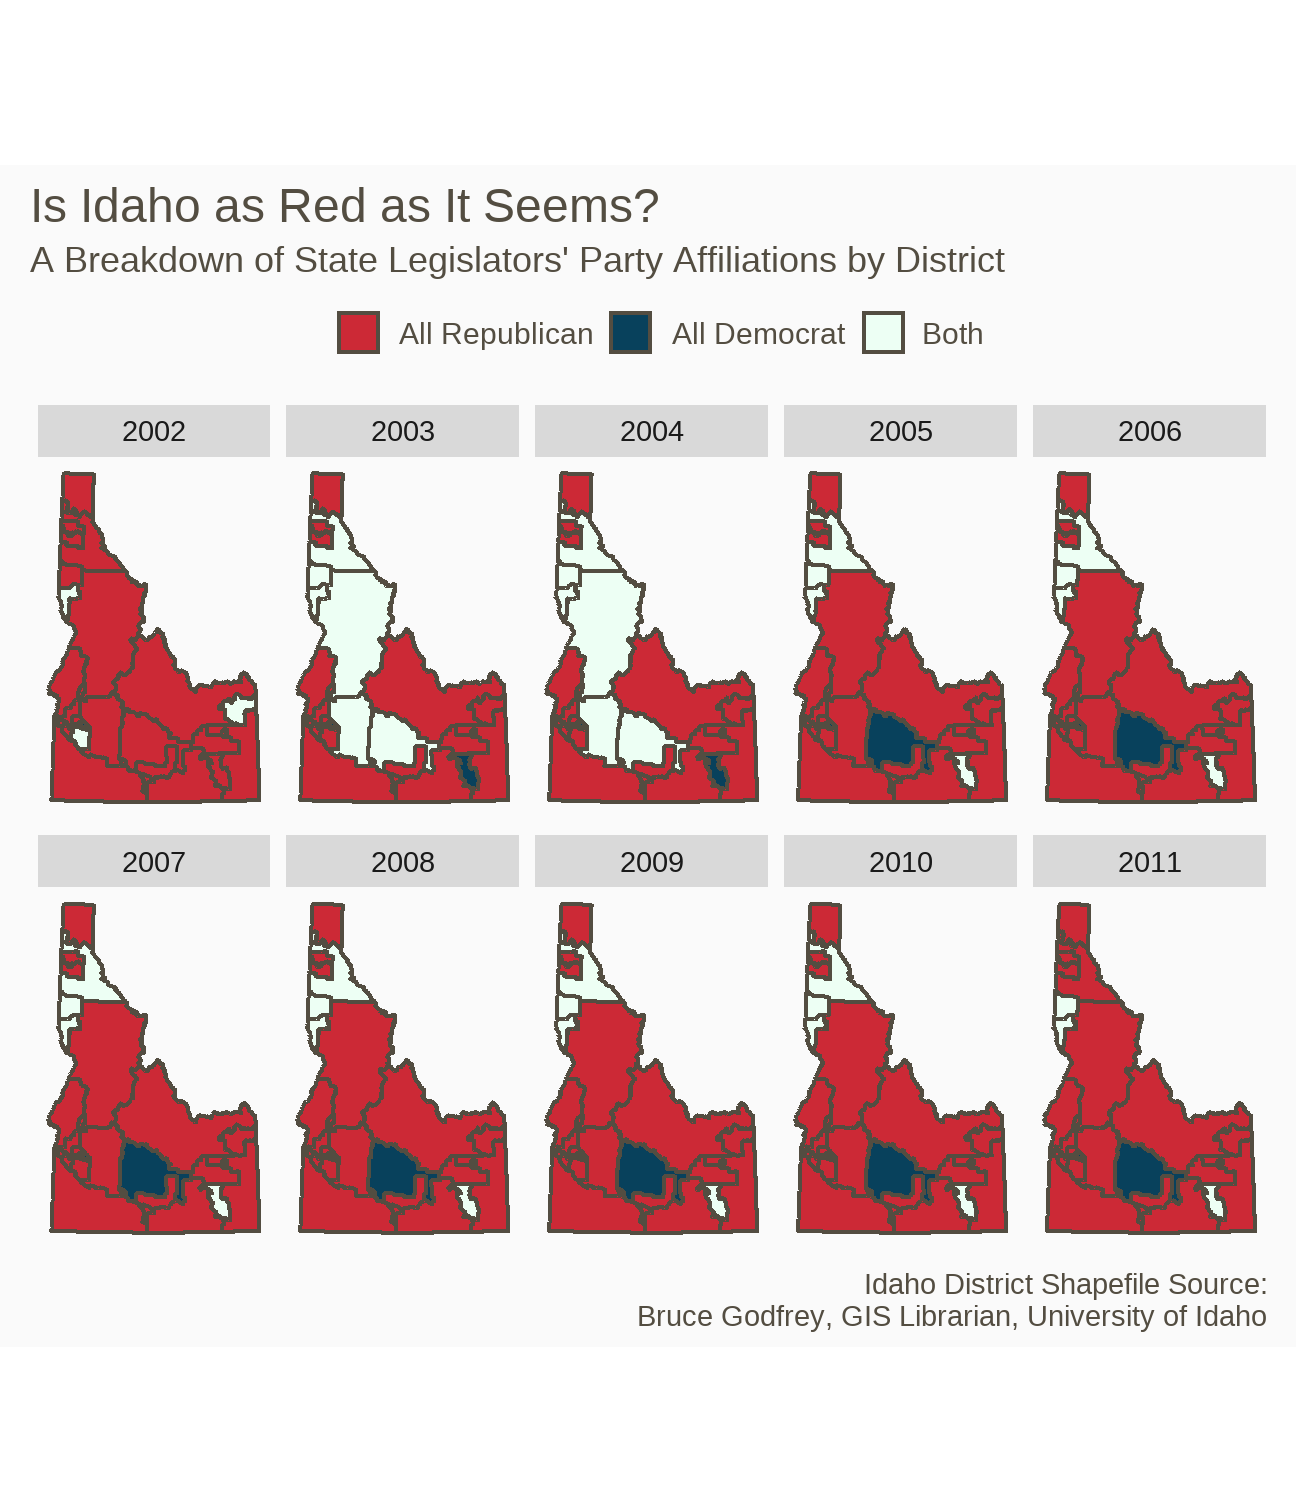 Is Idaho as Red as It Seems?
A Breakdown of State Legislators' Party Affiliations by District
All Republican All Democrat Both
2002 2003 2004 2005 2006
2007 2008 2009 2010 2011
Idaho District Shapefile Source:
Bruce Godfrey, GIS Librarian, University of Idaho